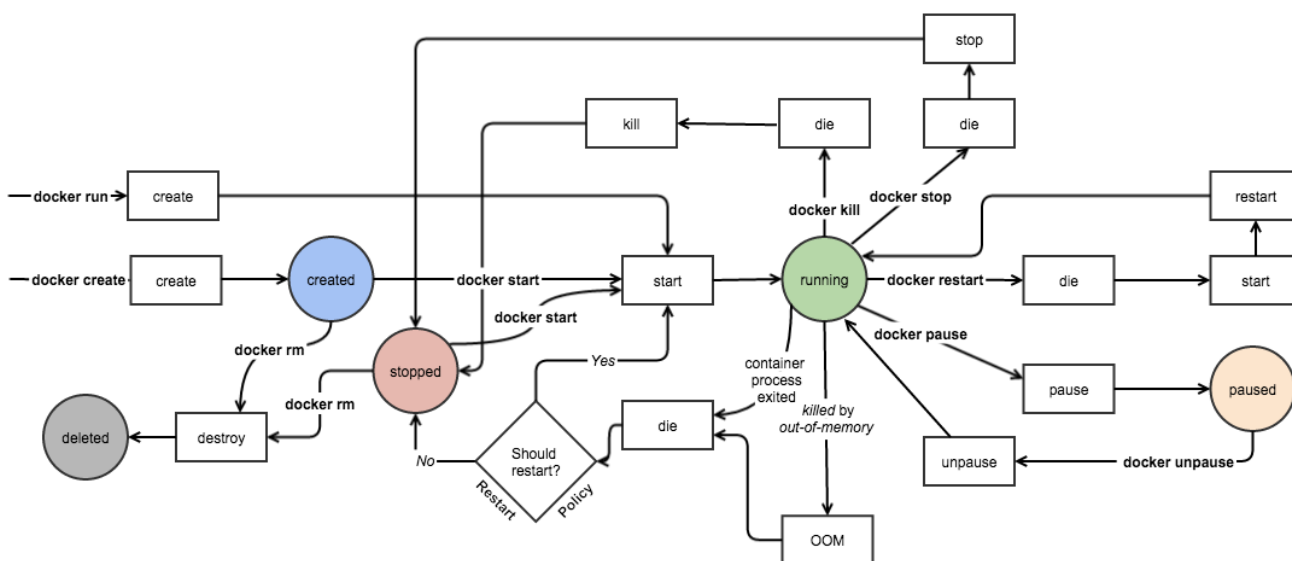 stop
kill
die
die
docker run
create
docker kill
docker stop
restart
docker create
create
created
docker start
start
running
docker restart
die
start
docker start
docker rm
docker pause
stopped
Yes
container
process
exited
pause
paused
docker rm
deleted
destroy
die
killed by
out-of-memory
No
Should
restart?
Restart
Policy
unpause
docker unpause
OOM